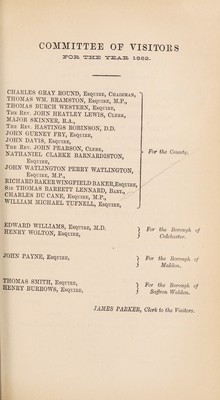 COMMITTEE OF VISITORS
FOR THE YEAR 1862.
CHARLES GRAY ROUND, Esquire, Chairman,
THOMAS WM. BRAMSTON, Esquire, M.P.,
THOMAS BURCH WESTERN, Esquire,
The Rev. JOHN HEATLEY LEWIS, Clerk,
MAJOR SKINNER, R.A.,
The Rev. HASTINGS ROBINSON, D.D.
JOHN GURNEY FRY, Esquire,
JOHN DAVIS, Esquire,
The Rev. JOHN PEARSON, Clerk,
NATHANIEL CLARKE BARNARDISTON,
Esquire,
JOHN WATLINGTON PERRY WATLINGTON,
Esquire, M.P.,
RICHARD BAKER WINGFIELD BAKER, Esquire,
Sir THOMAS BARRETT LENNARD, Bart.,
CHARLES DU CANE, Esquire, M.P.,
WILLIAM MICHAEL TUFNELL, Esquire,
For the County.
EDWARD WILLIAMS, Esquire, M.D.
HENRY WOLTON, Esquire,
For the Borough of
Colchester.
JOHN PAYNE, Esquire,
For the Borough of
Maldon.
THOMAS SMITH, Esquire,
HENRY BURROWS, Esquire,
For the Borough of
Saffron Walden.
JAMES PARKER, Clerk to the Visitors.